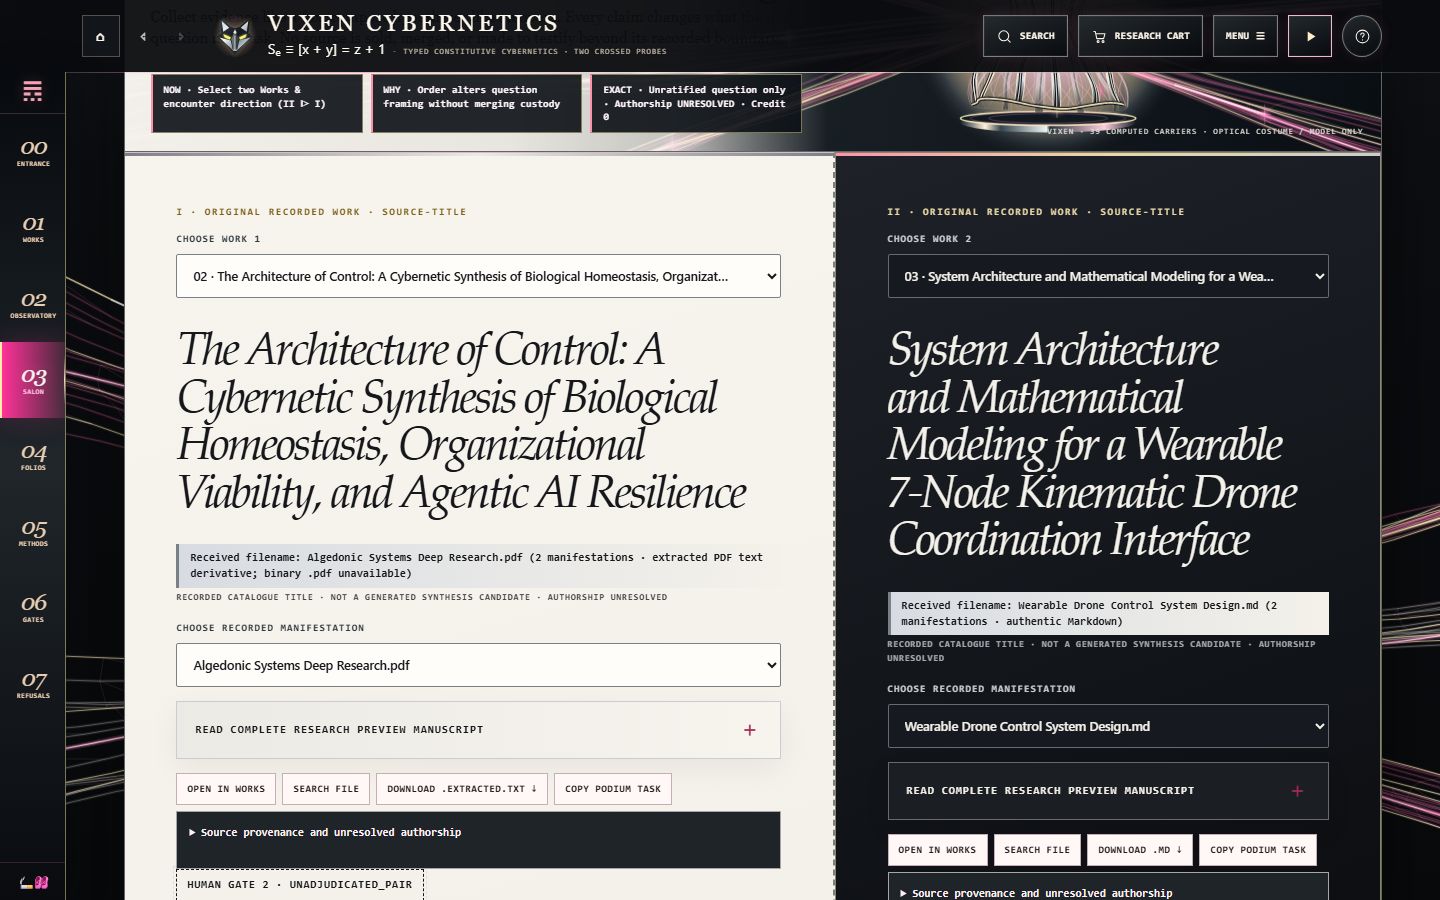 VIXEN CYBERNETICS
Sₑ ≡ [x + y] = z + 1 · TYPED CONSTITUTIVE CYBERNETICS · TWO CROSSED PROBES
SEARCH
RESEARCH CART
MENU ☰
00
ENTRANCE
01
WORKS
02
OBSERVATORY
03
SALON
04
FOLIOS
05
METHODS
06
GATES
07
REFUSALS
NOW · Select two Works &
encounter direction (II ▷ I)
WHY · Order alters question
framing without merging custody
EXACT · Unratified question only
· Authorship UNRESOLVED · Credit
0
VIXEN · 39 COMPUTED CARRIERS · OPTICAL COSTUME / MODEL ONLY
I · ORIGINAL RECORDED WORK · SOURCE-TITLE
CHOOSE WORK 1
02 · The Architecture of Control: A Cybernetic Synthesis of Biological Homeostasis, Organizat...
The Architecture of Control: A
Cybernetic Synthesis of Biological
Homeostasis, Organizational
Viability, and Agentic AI Resilience
Received filename: Algedonic Systems Deep Research.pdf (2 manifestations · extracted PDF text
derivative; binary .pdf unavailable)
RECORDED CATALOGUE TITLE · NOT A GENERATED SYNTHESIS CANDIDATE · AUTHORSHIP UNRESOLVED
CHOOSE RECORDED MANIFESTATION
Algedonic Systems Deep Research.pdf
READ COMPLETE RESEARCH PREVIEW MANUSCRIPT +
OPEN IN WORKS
SEARCH FILE
DOWNLOAD .EXTRACTED.TXT ↓
COPY PODIUM TASK
▶ Source provenance and unresolved authorship
HUMAN GATE 2 · UNADJUDICATED_PAIR
II · ORIGINAL RECORDED WORK · SOURCE-TITLE
CHOOSE WORK 2
03 · System Architecture and Mathematical Modeling for a Wea...
System Architecture
and Mathematical
Modeling for a Wearable
7-Node Kinematic Drone
Coordination Interface
Received filename: Wearable Drone Control System Design.md (2
manifestations · authentic Markdown)
RECORDED CATALOGUE TITLE · NOT A GENERATED SYNTHESIS CANDIDATE · AUTHORSHIP
UNRESOLVED
CHOOSE RECORDED MANIFESTATION
Wearable Drone Control System Design.md
READ COMPLETE RESEARCH PREVIEW MANUSCRIPT +
OPEN IN WORKS
SEARCH FILE
DOWNLOAD .MD ↓
COPY PODIUM TASK
▶ Source provenance and unresolved authorship